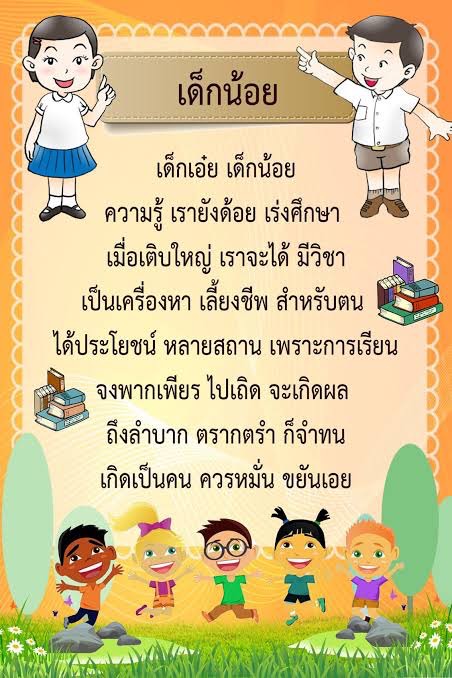 เด็กน้อย
เด็กเอ๋ย เด็กน้อย
ความรู้ เรายังด้อย เร่งศึกษา
เมื่อเติบใหญ่ เราจะได้ มีวิชา
เป็นเครื่องหา เลี้ยงชีพ สำหรับตน
ได้ประโยชน์ หลายสถาน เพราะการเรียน
จงพากเพียร ไปเถิด จะเกิดผล
ถึงลำบาก ตรากตรำ ก็จำทน
เกิดเป็นคน ควรหมั่น ขยันเอย